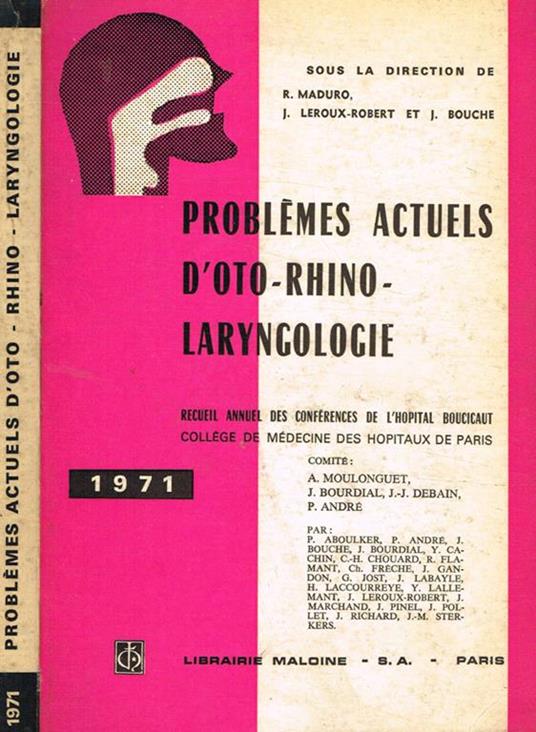 PROBLÈMES ACTUELS D'OTO - RHINO - LARYNGOLOGIE
1971
SOUS LA DIRECTION DE
R. MADURO,
J. LEROUX-ROBERT ET J. BOUCHE
PROBLÈMES ACTUELS
D'OTO-RHINO-
LARYNGOLOGIE
RECUEIL ANNUEL DES CONFÉRENCES DE L'HOPITAL BOUCICAUT
COLLÉGE DE MÉDECINE DES HOPITAUX DE PARIS
1971
COMITÉ :
A. MOULONGUET,
J. BOURDIAL, J.-J. DEBAIN,
P. ANDRÉ
PAR :
P. ABOULKER, P. ANDRÉ, J.
BOUCHE, J. BOURDIAL, Y. CA-
CHIN, C.-H. CHOUARD, R. FLA-
MANT, Ch. FRÊCHE, J. GAN-
DON, G. JOST, J. LABAYLE,
H. LACCOURREYE, Y. LALLE-
MANT, J. LEROUX-ROBERT, J.
MARCHAND, J. PINEL, J. POL-
LET, J. RICHARD, J.-M. STER-
KERS.
LIBRAIRIE MALOINE - S.A. - PARIS